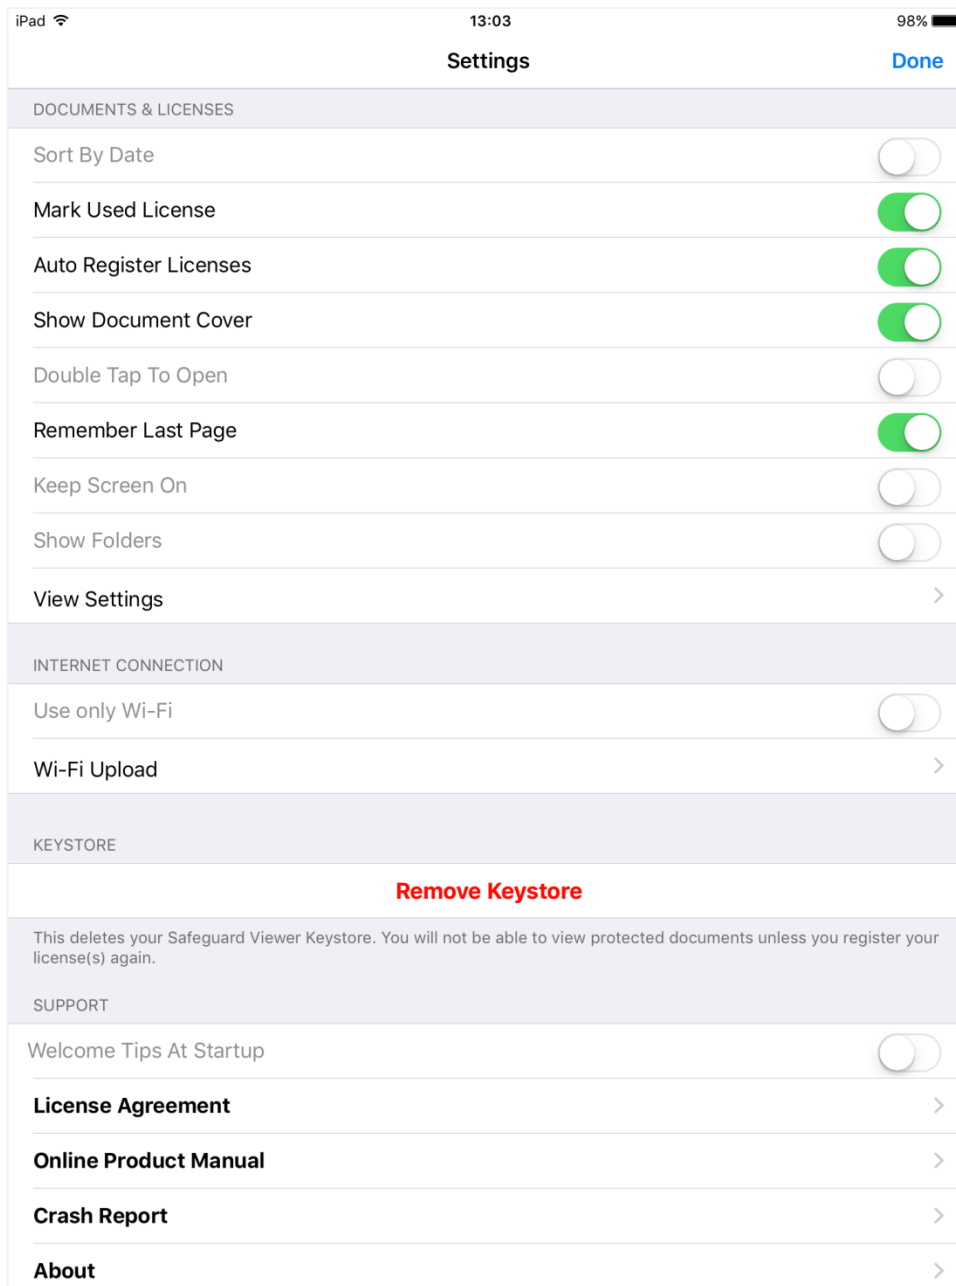 iPad 13:03 98%
Settings Done
DOCUMENTS & LICENSES
Sort By Date
Mark Used License
Auto Register Licenses
Show Document Cover
Double Tap To Open
Remember Last Page
Keep Screen On
Show Folders
View Settings
INTERNET CONNECTION
Use only Wi-Fi
Wi-Fi Upload
KEYSTORE
Remove Keystore
This deletes your Safeguard Viewer Keystore. You will not be able to view protected documents unless you register your
license(s) again.
SUPPORT
Welcome Tips At Startup
License Agreement
Online Product Manual
Crash Report
About